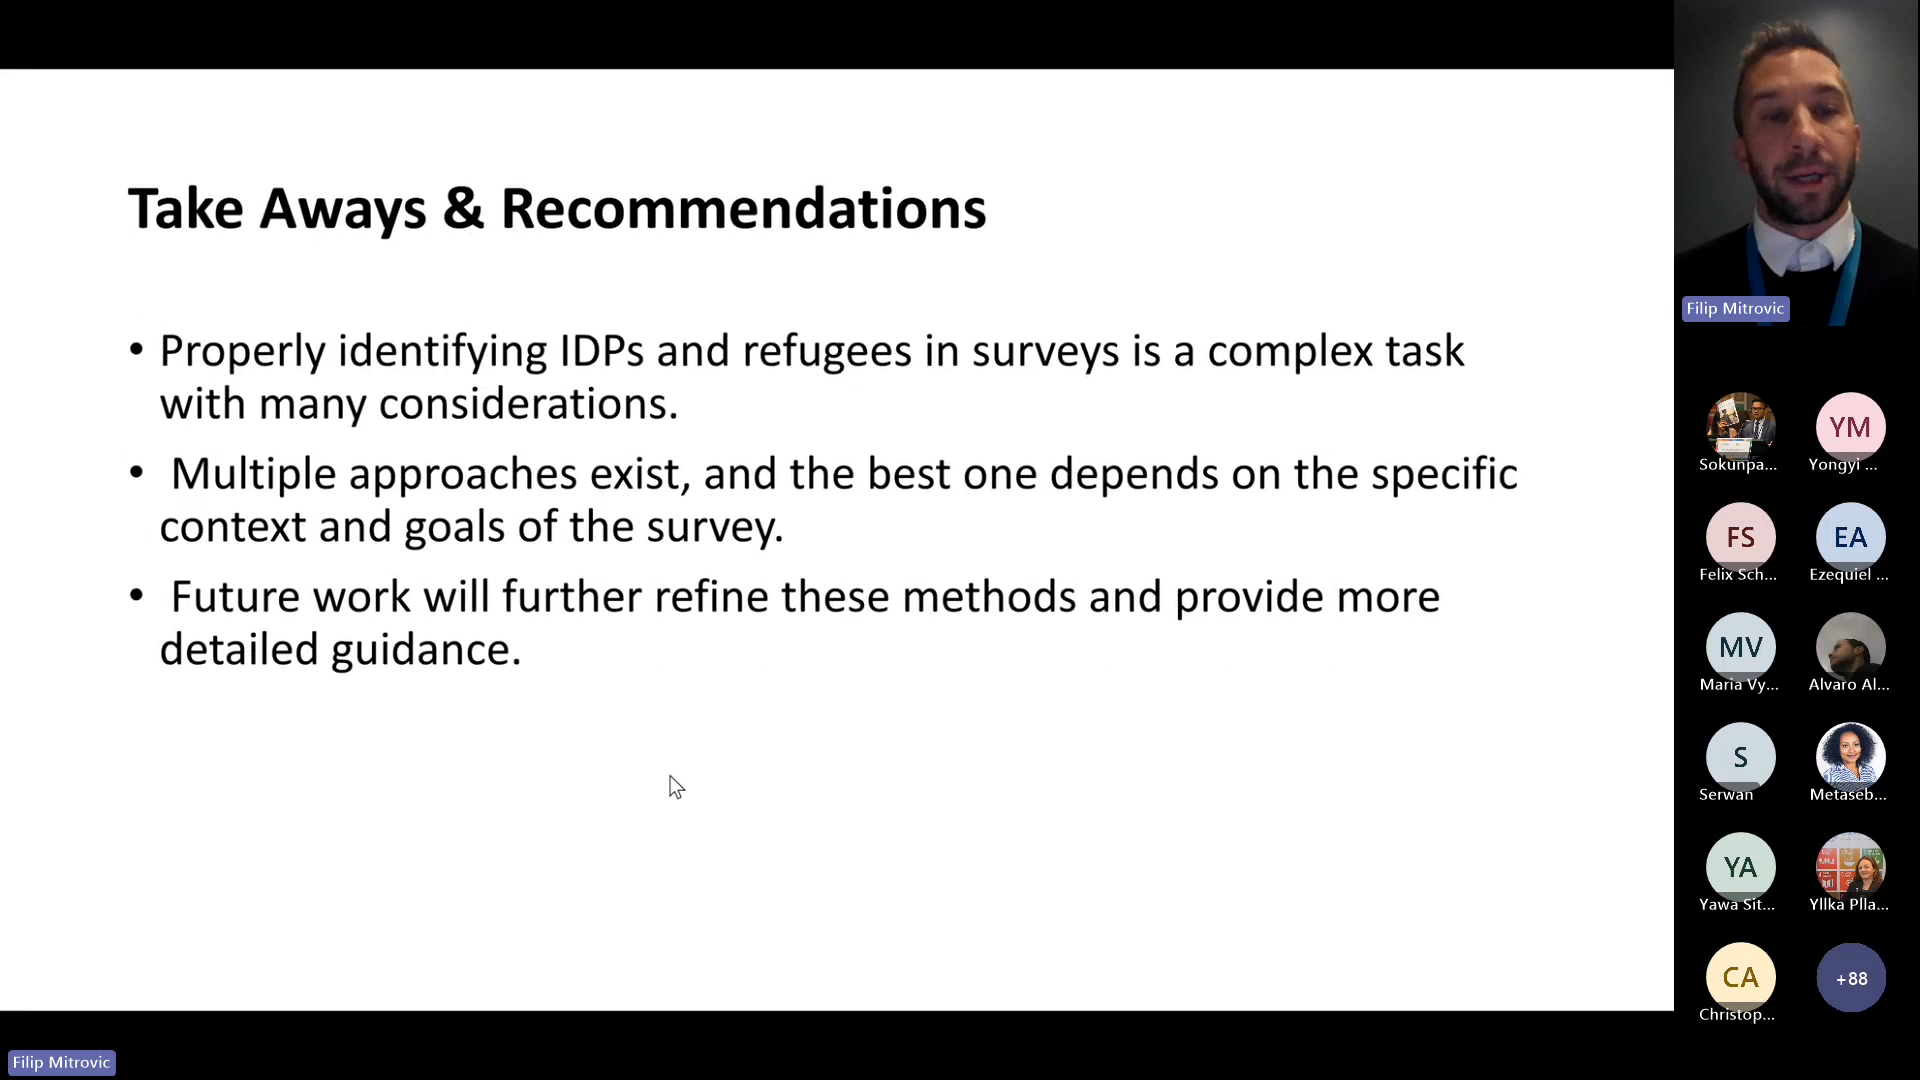 Take Aways & Recommendations
• Properly identifying IDPs and refugees in surveys is a complex task
with many considerations.
• Multiple approaches exist, and the best one depends on the specific
context and goals of the survey.
• Future work will further refine these methods and provide more
detailed guidance.
Filip Mitrovic
Filip Mitrovic
Sokunpa...
YM
Yongyi ...
FS
Felix Sch...
EA
Ezequiel ...
MV
Maria Vy...
Alvaro Al...
S
Serwan
Metaseb...
YA
Yawa Sit...
Yllka Plla...
CA
Christop...
+88